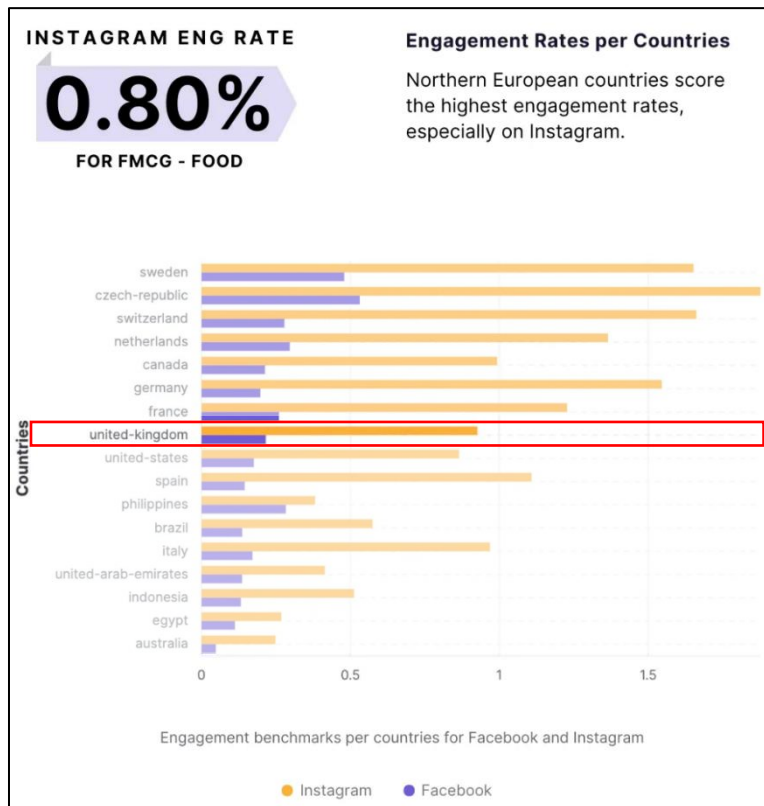 INSTAGRAM ENG RATE
0.80%
FOR FMCG - FOOD
Engagement Rates per Countries
Northern European countries score
the highest engagement rates,
especially on Instagram.
Countries
sweden
czech-republic
switzerland
netherlands
canada
germany
france
united-kingdom
united-states
spain
philippines
brazil
italy
united-arab-emirates
indonesia
egypt
australia
0 0.5 1 1.5
Engagement benchmarks per countries for Facebook and Instagram
Instagram Facebook